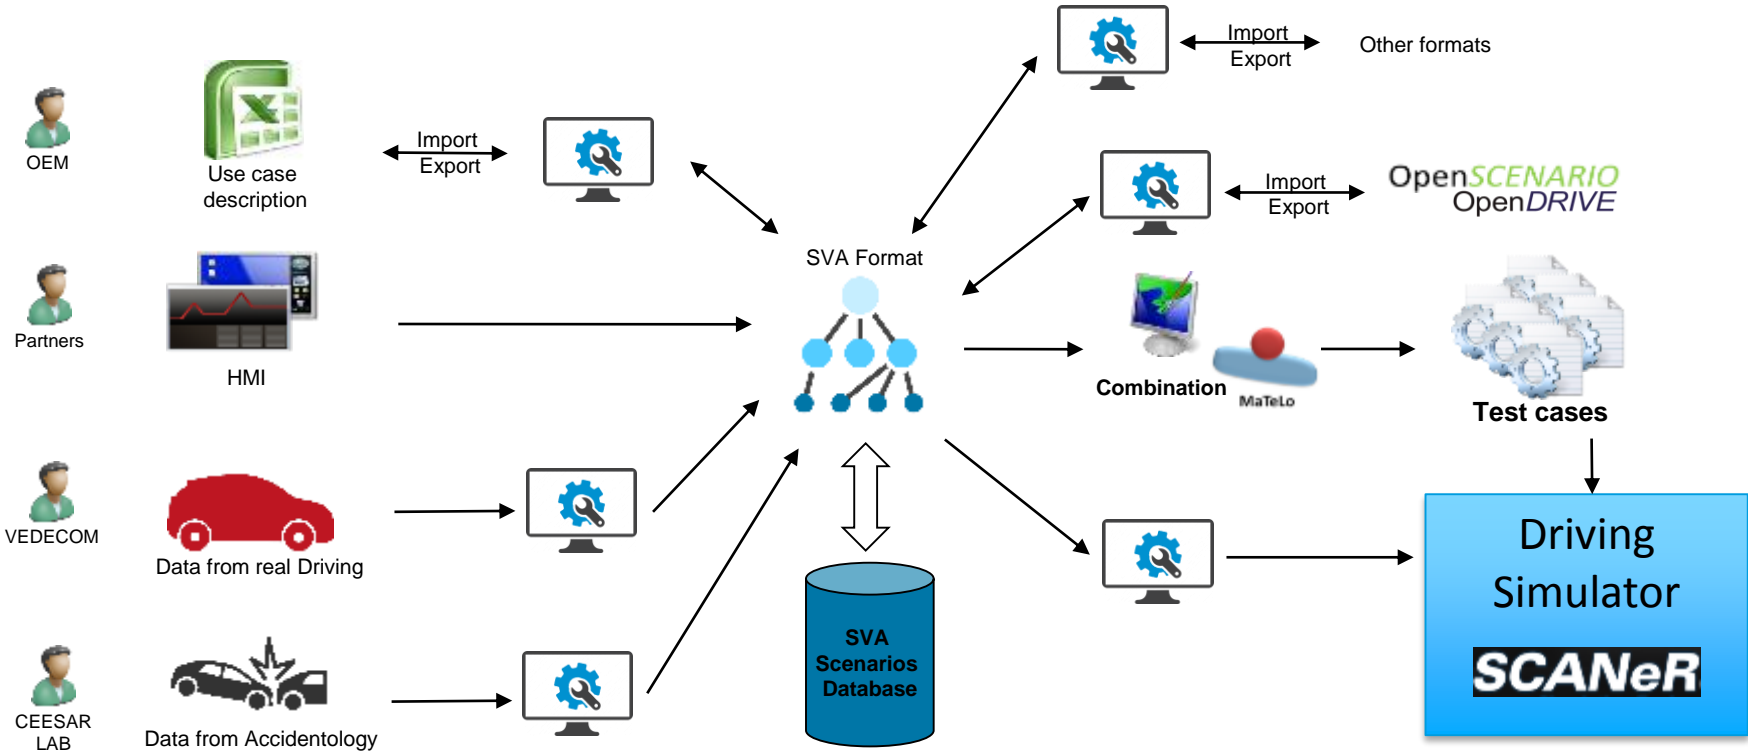 OEM
Use case
description
Import
Export
Import
Export
Other formats
Import
Export
OpenSCENARIO
OpenDRIVE
Partners
HMI
SVA Format
Combination
MaTeLo
Test cases
VEDECOM
Data from real Driving
CEESAR
LAB
Data from Accidentology
SVA
Scenarios
Database
Driving
Simulator
SCANeR